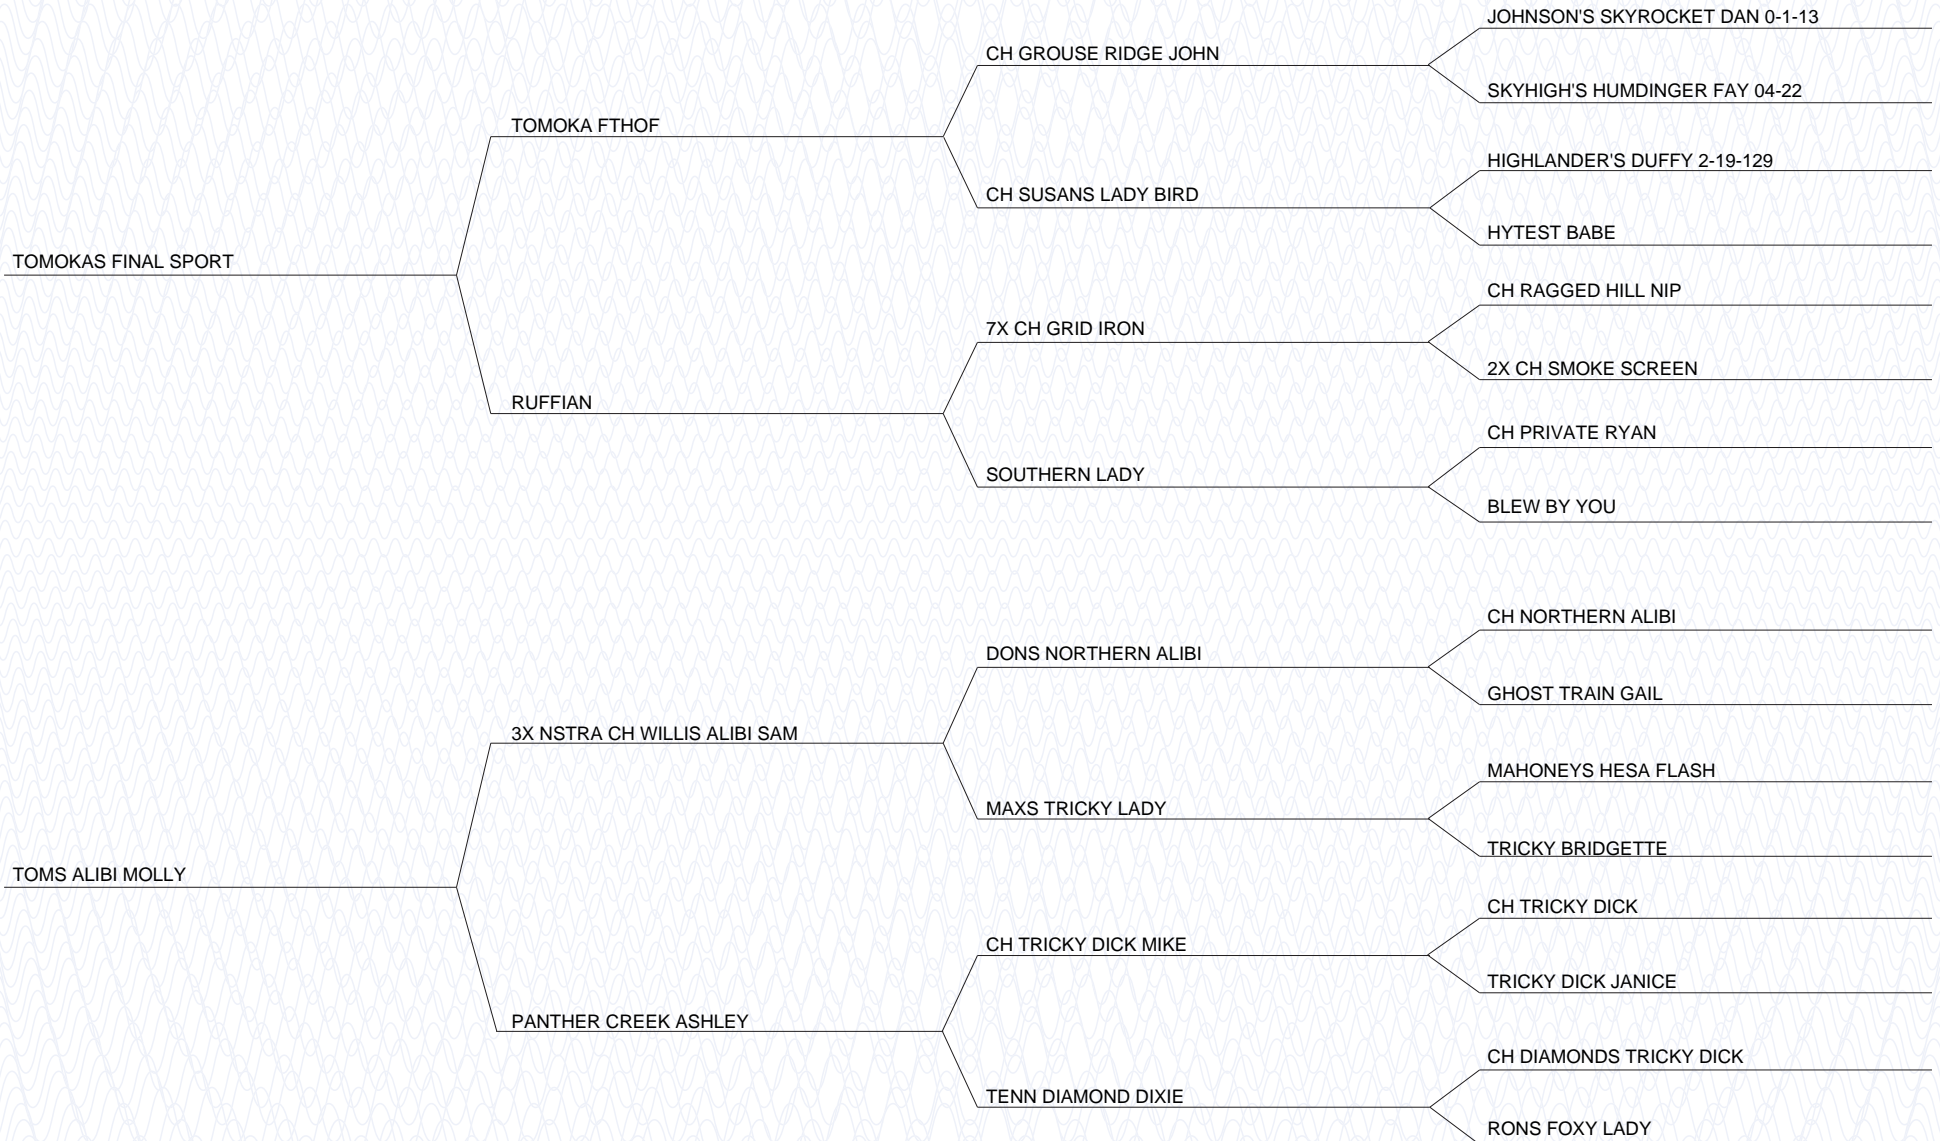 JOHNSON'S SKYROCKET DAN 0-1-13
CH GROUSE RIDGE JOHN
SKYHIGH'S HUMDINGER FAY 04-22
TOMOKA FTHOF
HIGHLANDER'S DUFFY 2-19-129
CH SUSANS LADY BIRD
HYTEST BABE
TOMOKAS FINAL SPORT
CH RAGGED HILL NIP
7X CH GRID IRON
2X CH SMOKE SCREEN
RUFFIAN
CH PRIVATE RYAN
SOUTHERN LADY
BLEW BY YOU
CH NORTHERN ALIBI
DONS NORTHERN ALIBI
GHOST TRAIN GAIL
3X NSTRA CH WILLIS ALIBI SAM
MAHONEYS HESA FLASH
MAXS TRICKY LADY
TRICKY BRIDGETTE
TOMS ALIBI MOLLY
CH TRICKY DICK
CH TRICKY DICK MIKE
TRICKY DICK JANICE
PANTHER CREEK ASHLEY
CH DIAMONDS TRICKY DICK
TENN DIAMOND DIXIE
RONS FOXY LADY